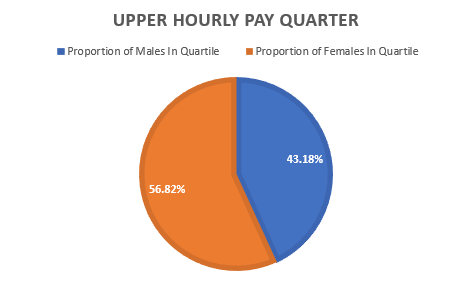 UPPER HOURLY PAY QUARTER
Proportion of Males In Quartile Proportion of Females In Quartile
43.18%
56.82%